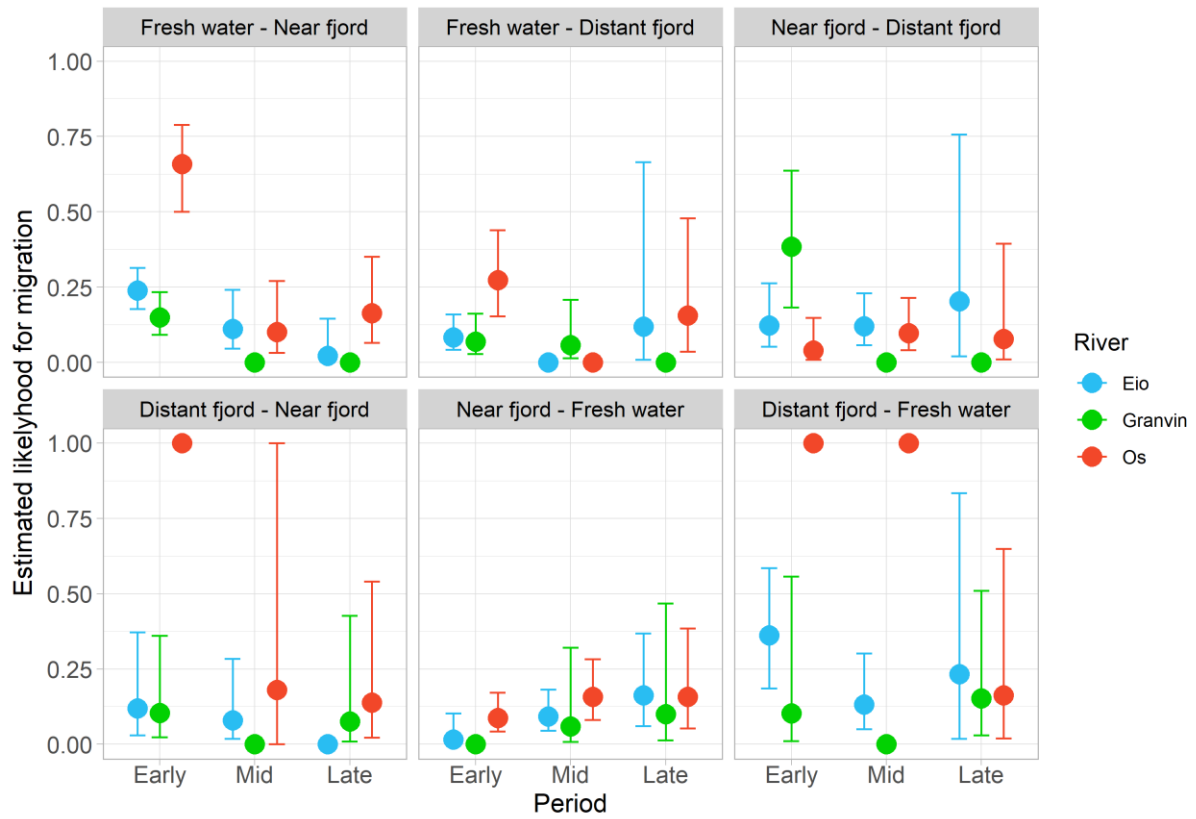 Fresh water - Near fjord
Fresh water - Distant fjord
Near fjord - Distant fjord
1.00
0.75
0.50
0.25
0.00
Distant fjord - Near fjord
Near fjord - Fresh water
Distant fjord - Fresh water
1.00
0.75
0.50
0.25
0.00
Early Mid Late
Early Mid Late
Early Mid Late
Period
Estimated likelyhood for migration
River
Eio
Granvin
Os